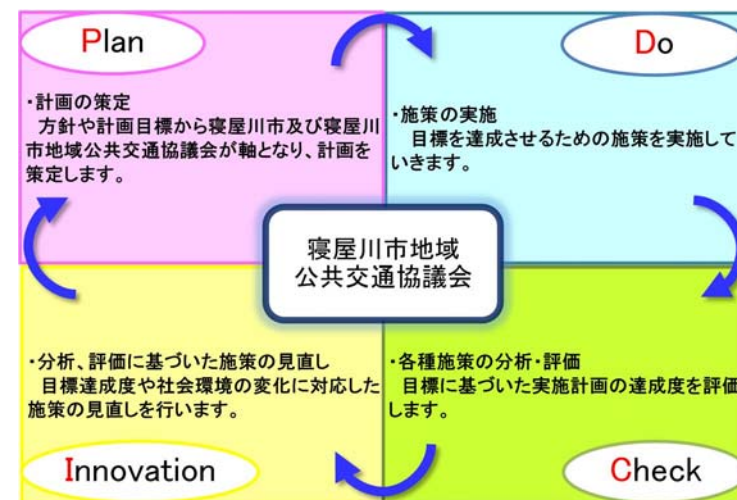 Plan
・計画の策定
方針や計画目標から寝屋川市及び寝屋川
市地域公共交通協議会が軸となり、計画を
策定します。
Do
・施策の実施
目標を達成させるための施策を実施して
いきます。
寝屋川市地域
公共交通協議会
・分析、評価に基づいた施策の見直し
目標達成度や社会環境の変化に対応した
施策の見直しを行います。
Innovation
・各種施策の分析・評価
目標に基づいた実施計画の達成度を評価
します。
Check